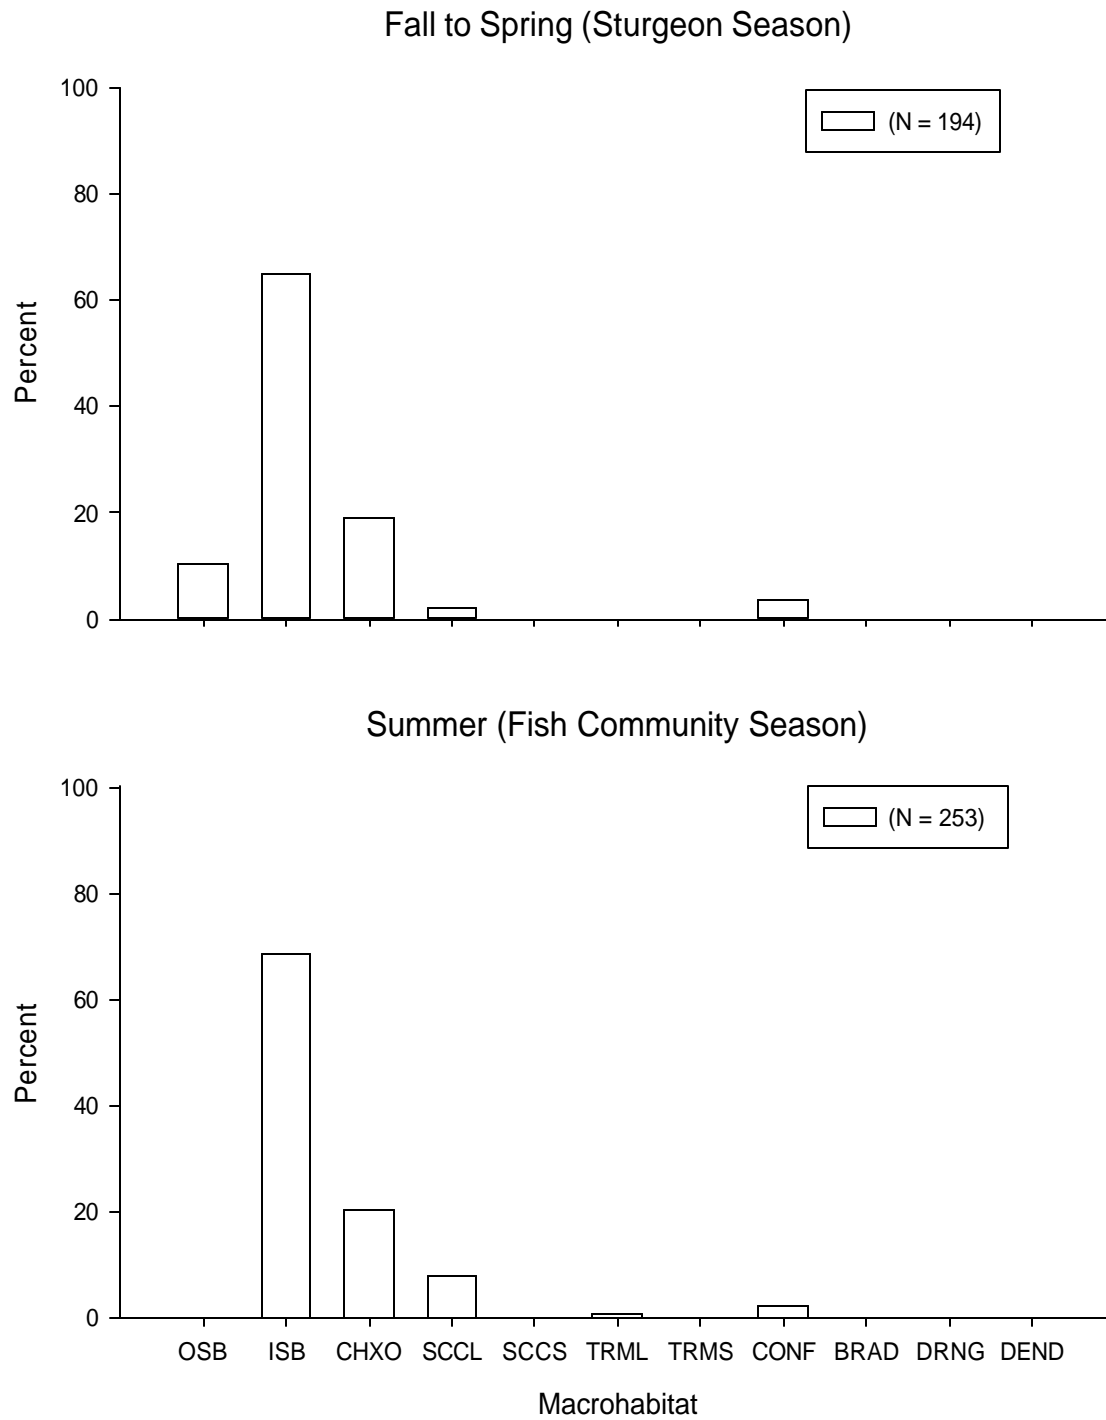 Fall to Spring (Sturgeon Season)
100
(N = 194)
80
60
Percent
40
20
0
Summer (Fish Community Season)
100
(N = 253)
80
60
Percent
40
20
0
OSB ISB CHXO SCCL SCCS TRML TRMS CONF BRAD DRNG DEND
Macrohabitat